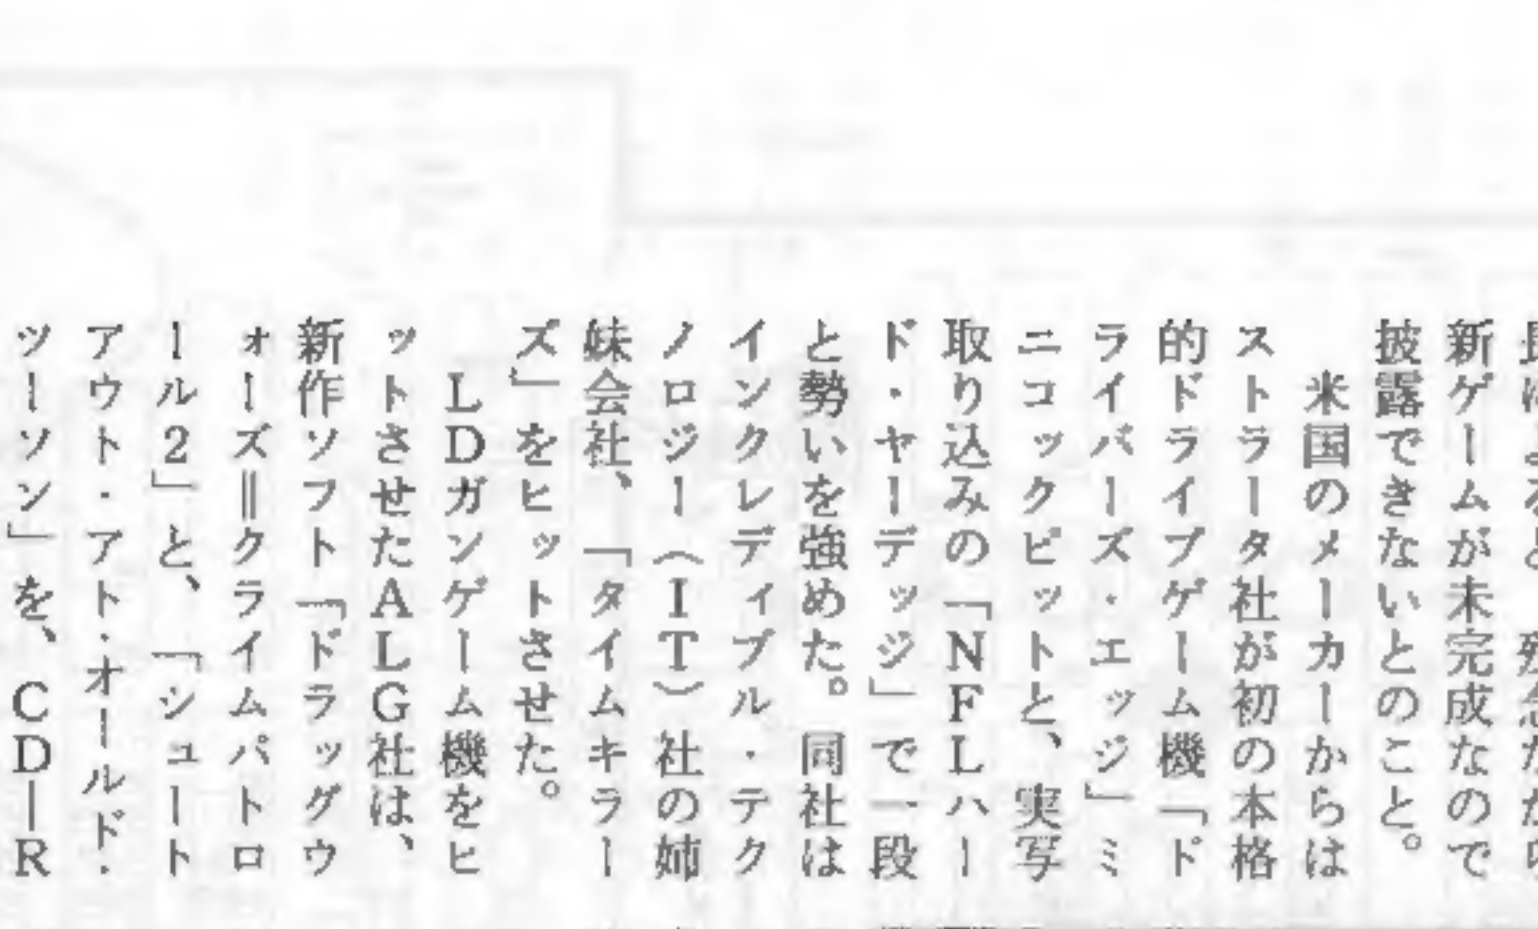 新ゲームが未完成なので
披露できないとのこと。
米国のメーカーからは
ストラータ社が初の本格
的ドライブゲーム機「ド
ライバーズ・エッジ」ミ
ニコックピットと、実写
取り込みの「NFLハー
ド・ヤーデッジ」で一段
と勢いを強めた。同社は
インクレディブル・テク
ノロジー(IT)社の姉
妹会社、「タイムキラー
ズ」をヒットさせた。
LDガンゲーム機をヒ
ットさせたALG社は、
新作ソフト「ドラッグウ
ォーズ=クライムパトロ
ール2」と、「シュート
アウト・アト・オールド・
ツーソン」を、CD―R